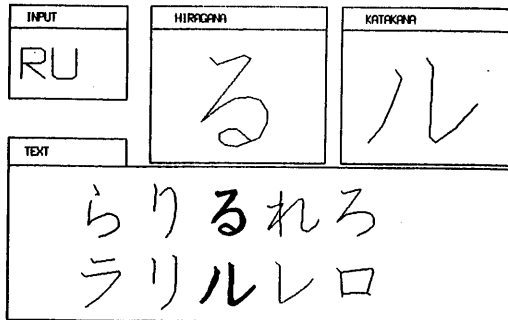 INPUT
RU
HIRAGANA
る
KATAKANA
ル
TEXT
らりるれろ
ラリルレロ